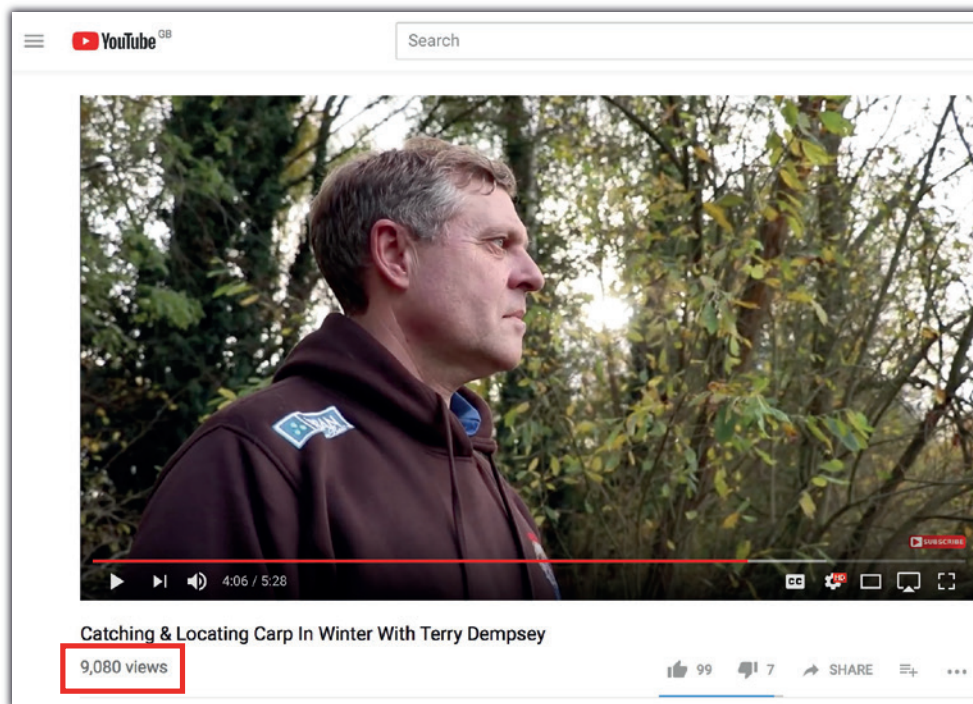 YouTube GB
Search
SUBSCRIBE
4:06 / 5:28
CC
HD
Catching & Locating Carp In Winter With Terry Dempsey
9,080 views
99
7
SHARE